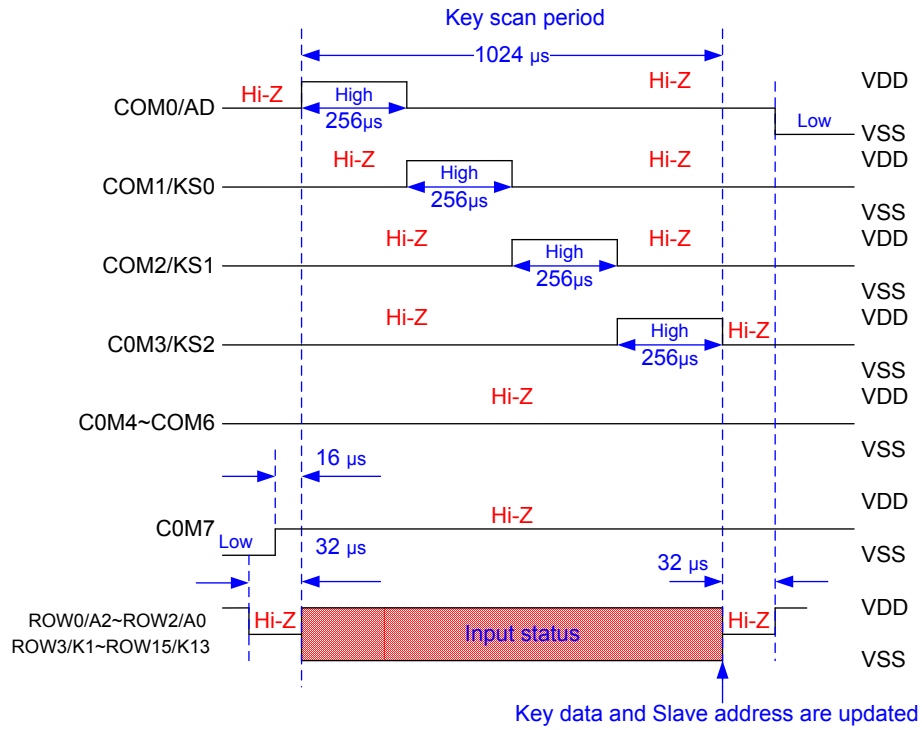 Key scan period
1024 µs
COM0/AD Hi-Z High 256µs Hi-Z Low VDD VSS
COM1/KS0 Hi-Z High 256µs Hi-Z VDD VSS
COM2/KS1 Hi-Z High 256µs Hi-Z VDD VSS
C0M3/KS2 Hi-Z High 256µs Hi-Z VDD VSS
C0M4~COM6 Hi-Z VDD VSS
16 µs
C0M7 Low Hi-Z VDD VSS
32 µs 32 µs
ROW0/A2~ROW2/A0
ROW3/K1~ROW15/K13
Hi-Z Input status Hi-Z VDD VSS
Key data and Slave address are updated